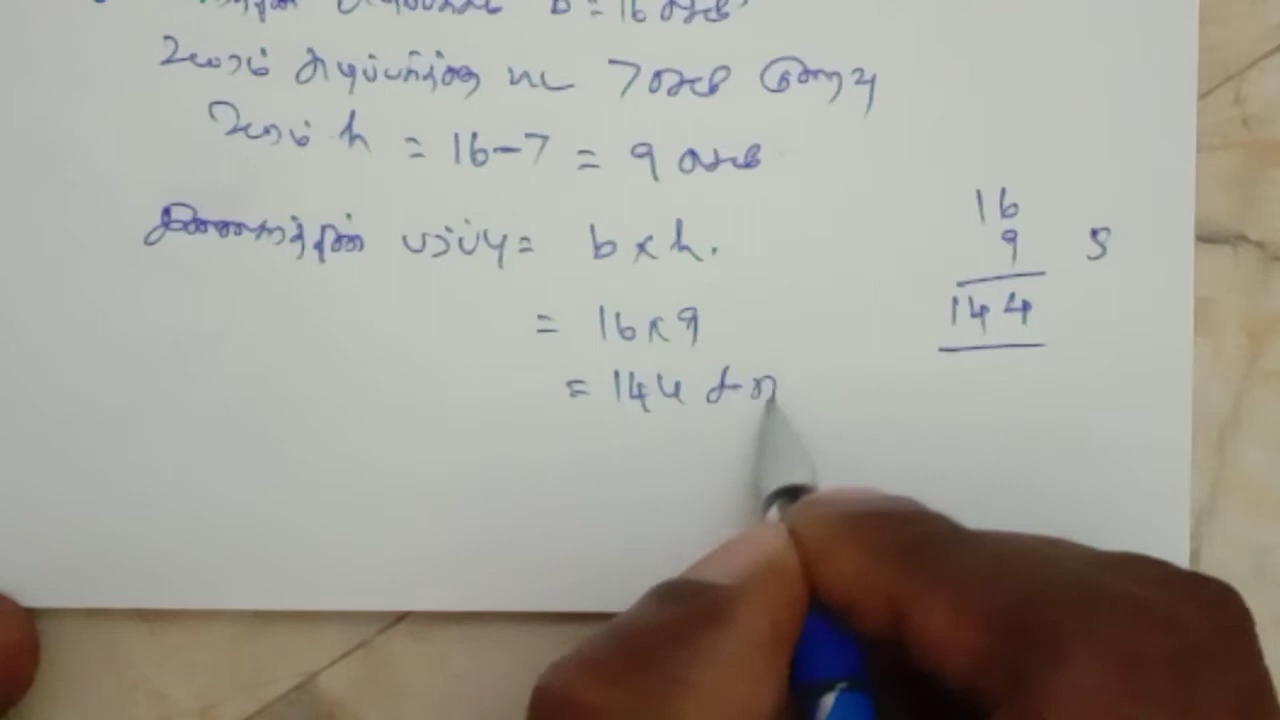 b = 16 செமீ
உயரம் அடிப்பக்கத்தை விட 7 செமீ குறைவு
உயரம் h = 16 - 7 = 9 செமீ
இணைகரத்தின் பரப்பு = b x h.
= 16 x 9
= 144 ச
16
9 5
144